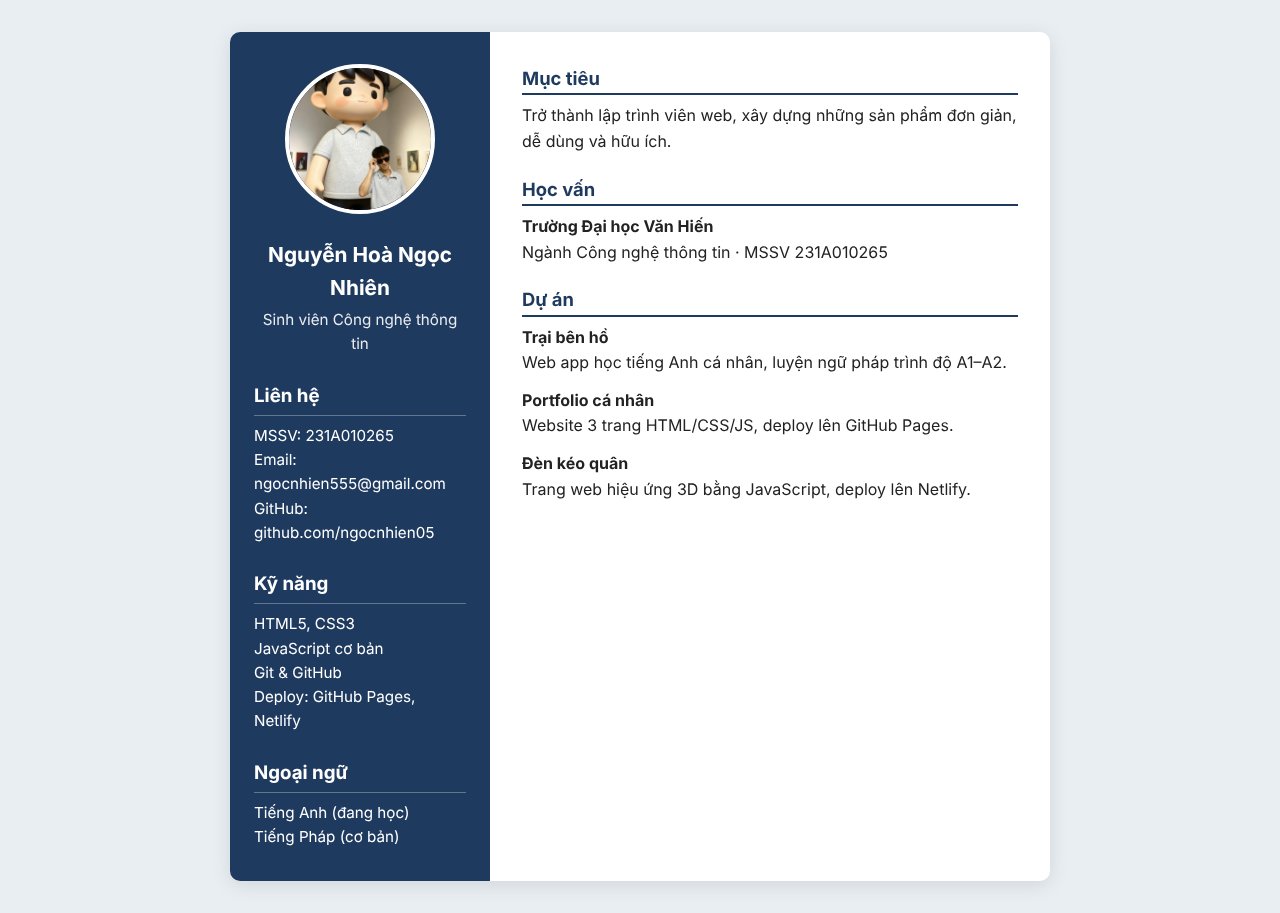 Nguyễn Hoà Ngọc
Nhiên
Sinh viên Công nghệ thông
tin
Liên hệ
MSSV: 231A010265
Email:
ngocnhien555@gmail.com
GitHub:
github.com/ngocnhien05
Kỹ năng
HTML5, CSS3
JavaScript cơ bản
Git & GitHub
Deploy: GitHub Pages,
Netlify
Ngoại ngữ
Tiếng Anh (đang học)
Tiếng Pháp (cơ bản)
Mục tiêu
Trở thành lập trình viên web, xây dựng những sản phẩm đơn giản,
dễ dùng và hữu ích.
Học vấn
Trường Đại học Văn Hiến
Ngành Công nghệ thông tin · MSSV 231A010265
Dự án
Trại bên hồ
Web app học tiếng Anh cá nhân, luyện ngữ pháp trình độ A1–A2.
Portfolio cá nhân
Website 3 trang HTML/CSS/JS, deploy lên GitHub Pages.
Đèn kéo quân
Trang web hiệu ứng 3D bằng JavaScript, deploy lên Netlify.